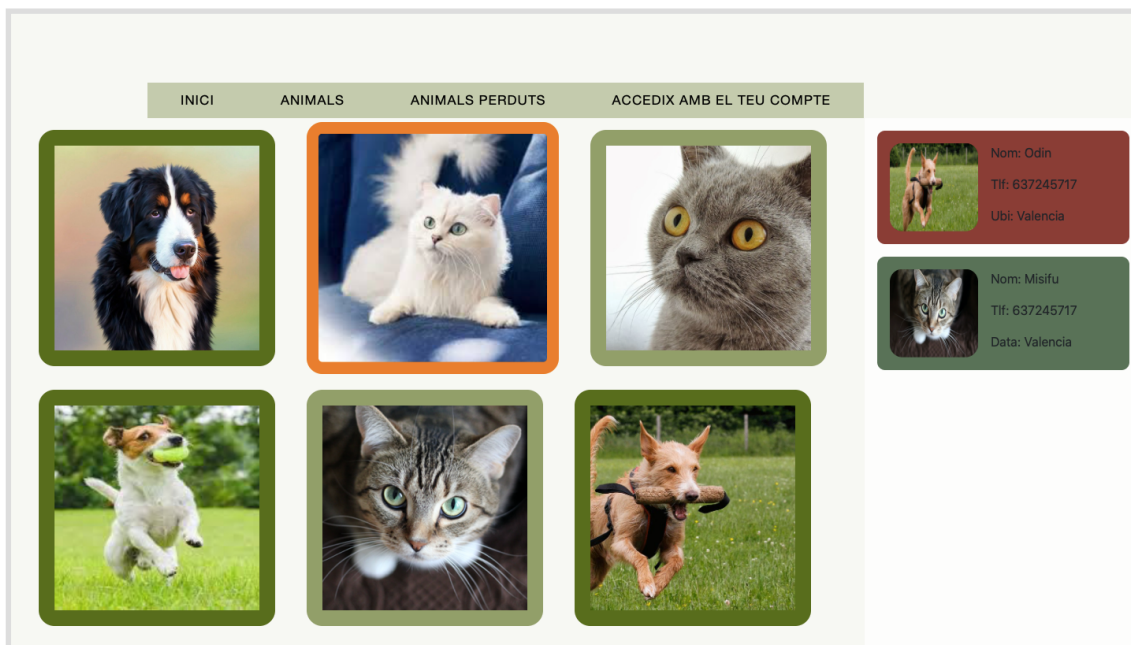 INICI ANIMALS ANIMALS PERDUTS ACCEDIX AMB EL TEU COMPTE
Nom: Odin
Tlf: 637245717
Ubi: Valencia
Nom: Misifu
Tlf: 637245717
Data: Valencia